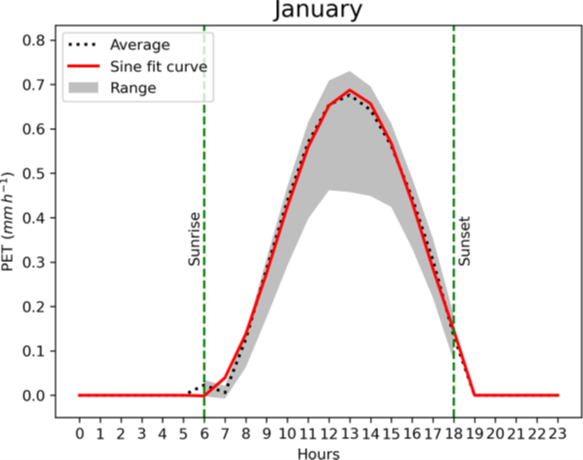 January
Average
Sine fit curve
Range
0.8
0.7
0.6
0.5
0.4
0.3
0.2
0.1
0.0
PET (mm h⁻¹)
Sunrise
Sunset
0 1 2 3 4 5 6 7 8 9 10 11 12 13 14 15 16 17 18 19 20 21 22 23
Hours